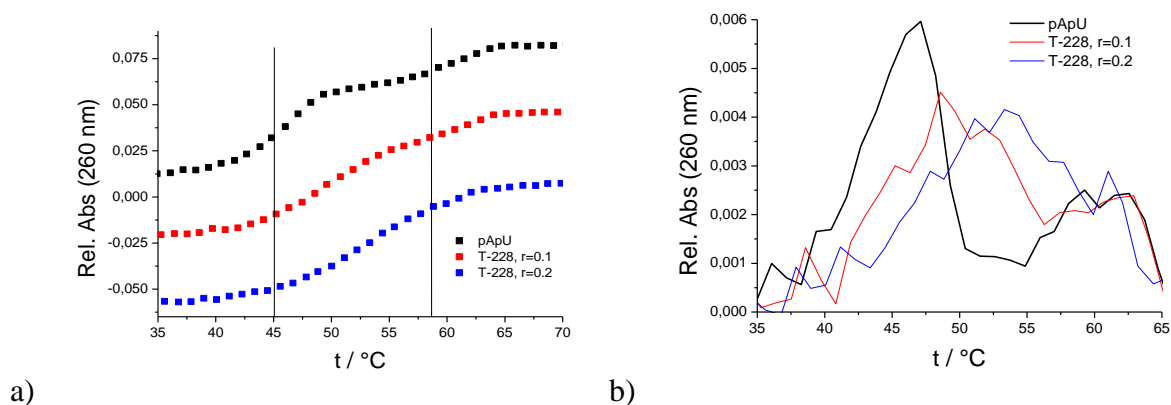 Rel. Abs (260 nm)
0,075
0,050
0,025
0,000
-0,025
-0,050
35 40 45 50 55 60 65 70
t / °C
pApU
T-228, r=0.1
T-228, r=0.2
a)
Rel. Abs (260 nm)
0,006
0,005
0,004
0,003
0,002
0,001
0,000
35 40 45 50 55 60 65
t / °C
pApU
T-228, r=0.1
T-228, r=0.2
b)